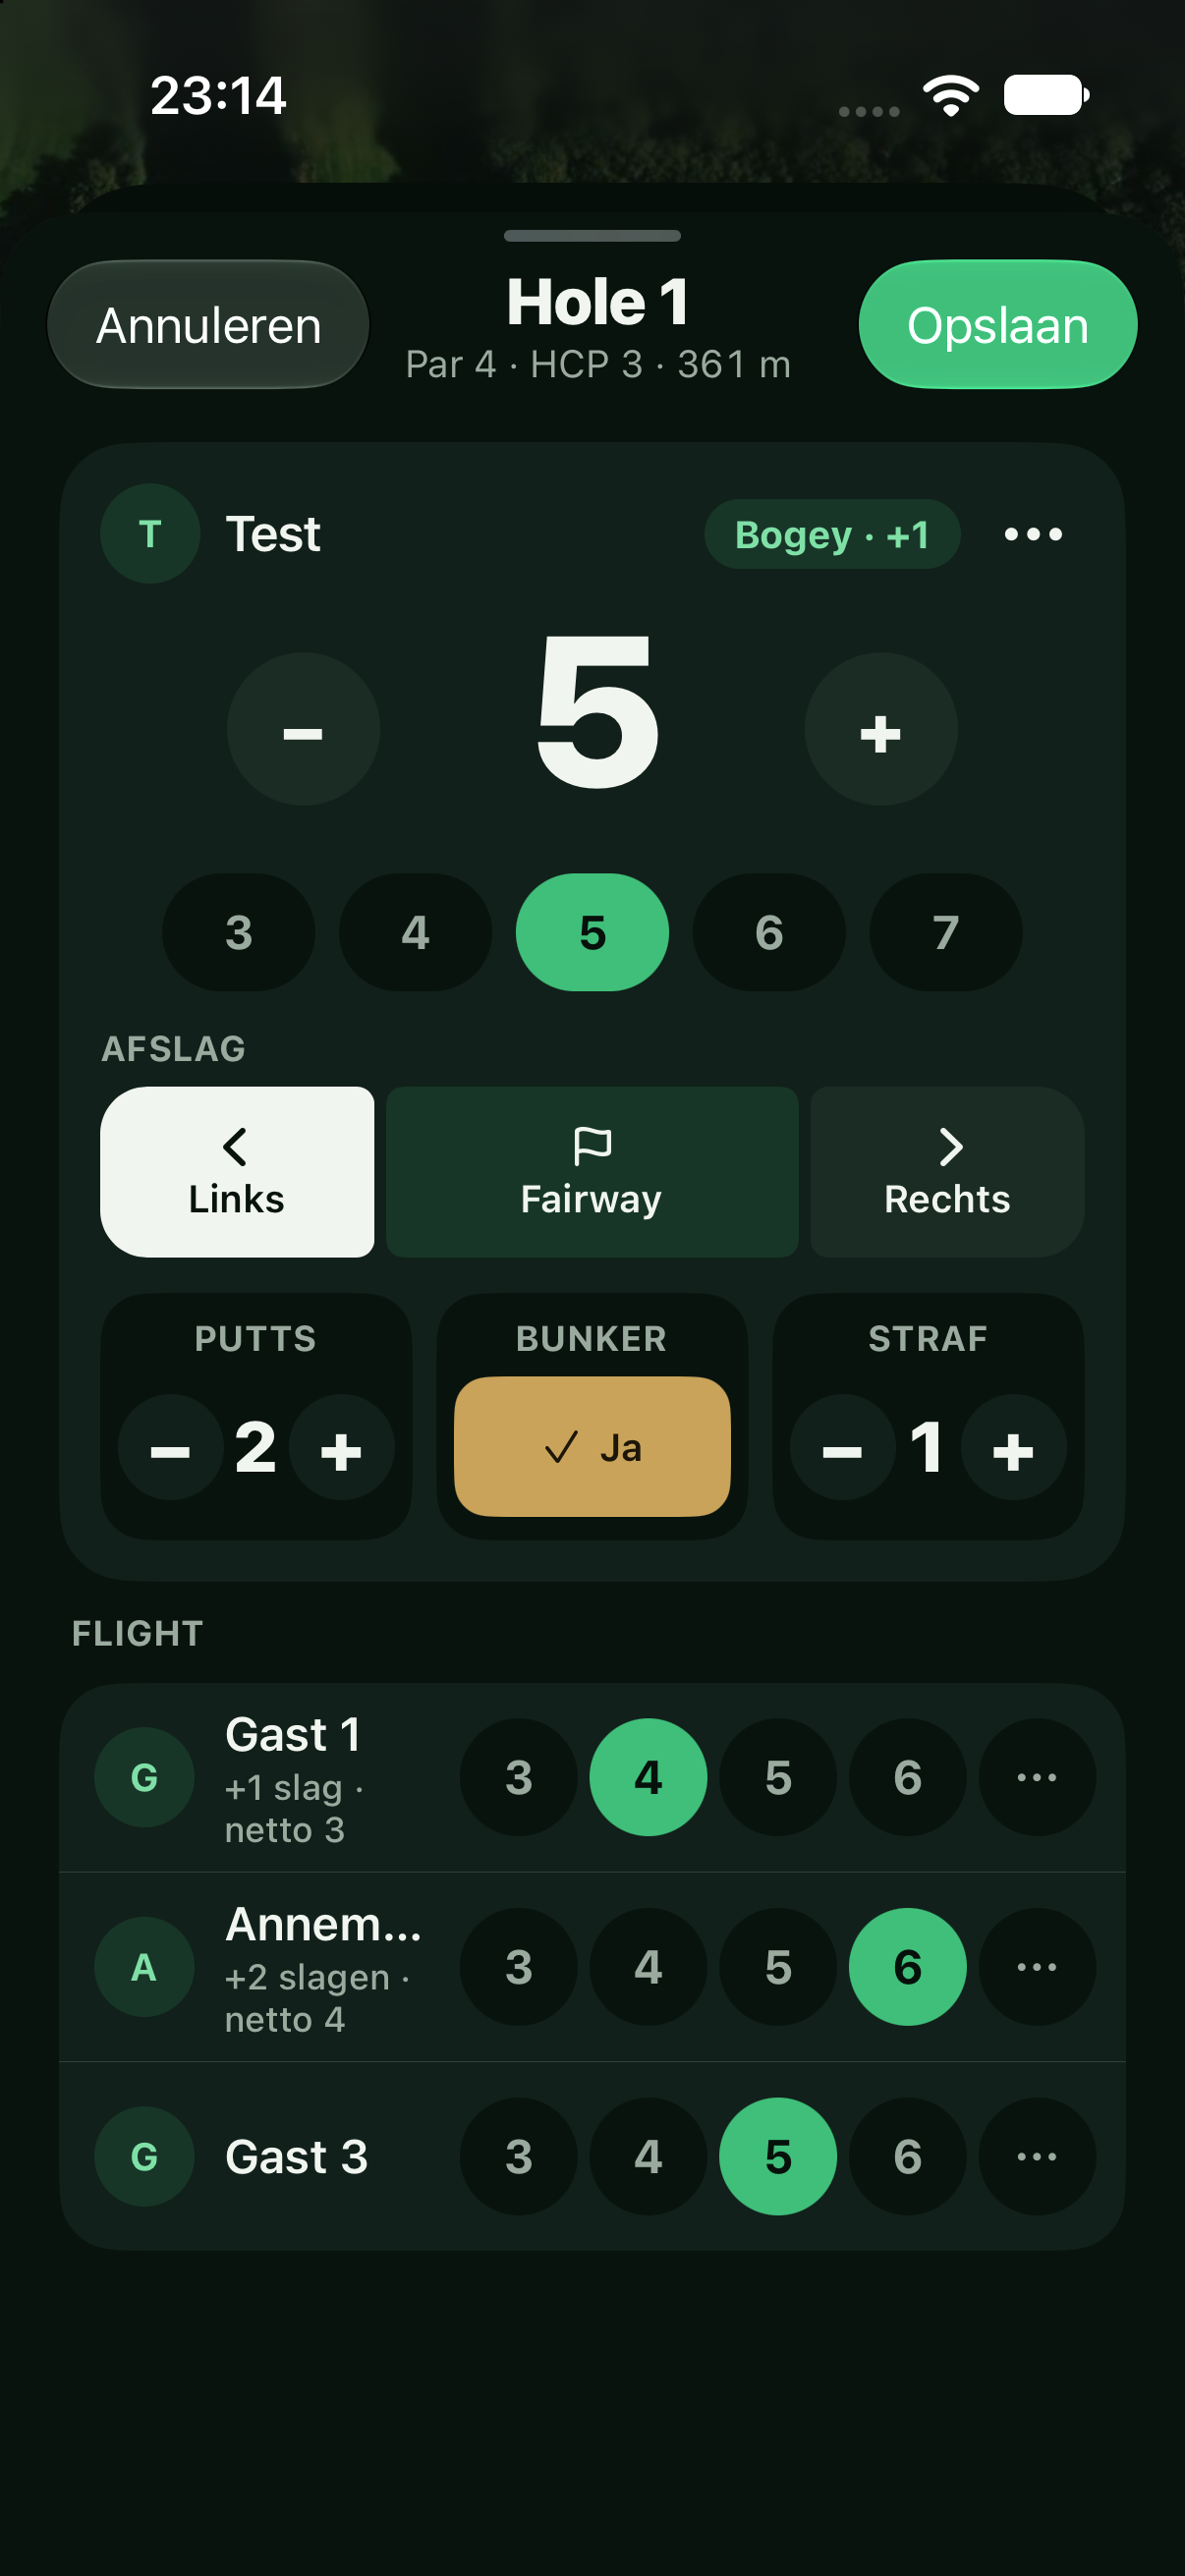 23:14
Annuleren
Hole 1
Par 4 · HCP 3 · 361 m
Opslaan
T
Test
Bogey · +1
•••
− 5 +
3 4 5 6 7
AFSLAG
Links
Fairway
Rechts
PUTTS
− 2 +
BUNKER
✓ Ja
STRAF
− 1 +
FLIGHT
G
Gast 1
+1 slag ·
netto 3
3 4 5 6 ···
A
Annem...
+2 slagen ·
netto 4
3 4 5 6 ···
G
Gast 3
3 4 5 6 ···